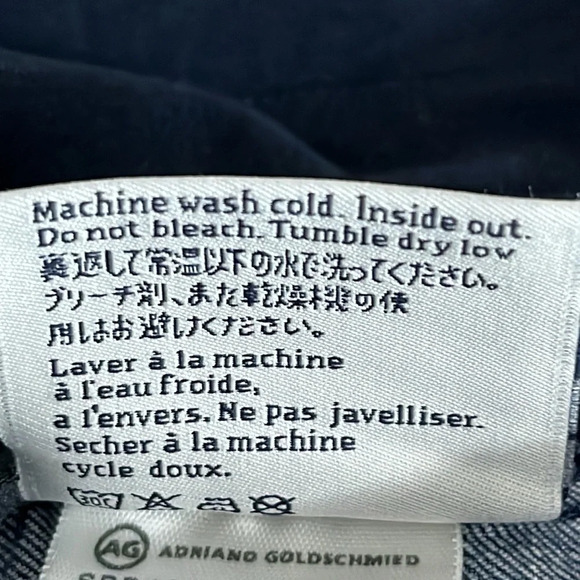 Machine wash cold. Inside out.
Do not bleach. Tumble dry low
裏返して常温以下の水で洗ってください。
ブリーチ剤、また乾燥機の使
用はお避けください。
Laver à la machine
à l'eau froide,
a l'envers. Ne pas javelliser.
Secher à la machine
cycle doux.
30C
AG ADRIANO GOLDSCHMIED